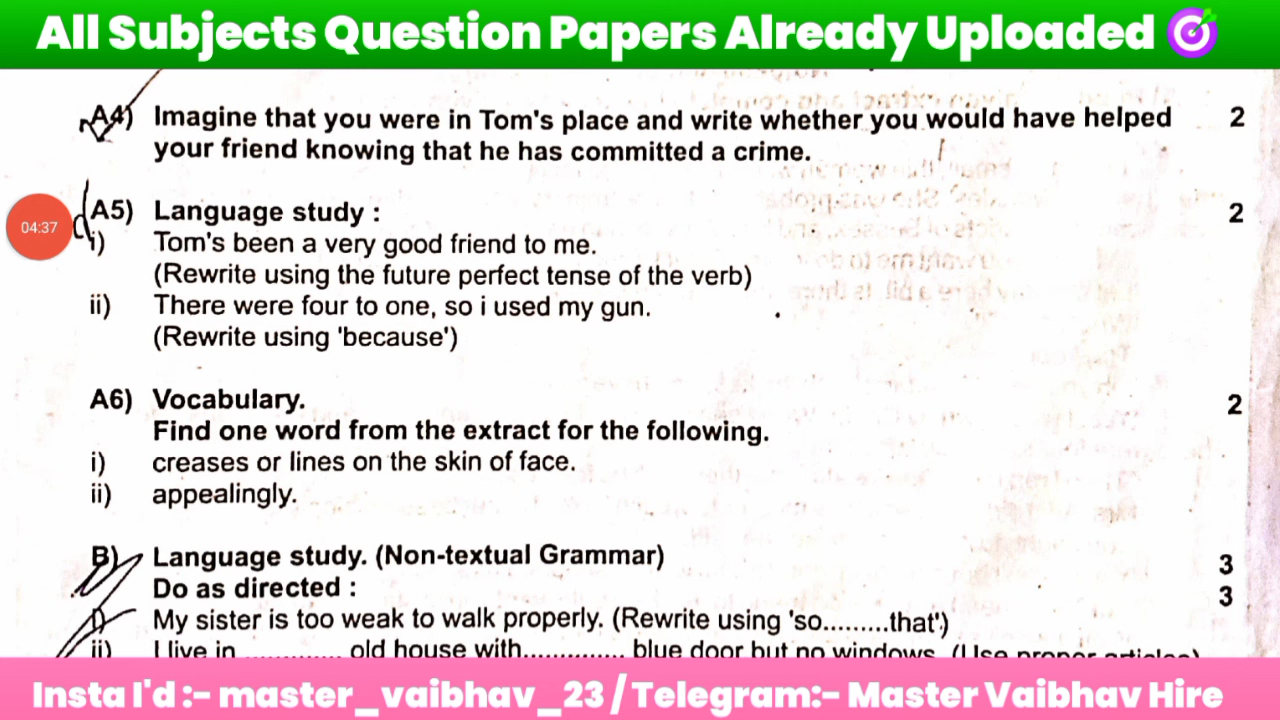 All Subjects Question Papers Already Uploaded 🎯
A4) Imagine that you were in Tom's place and write whether you would have helped 2
your friend knowing that he has committed a crime.
A5) Language study : 2
04:37
i) Tom's been a very good friend to me.
(Rewrite using the future perfect tense of the verb)
ii) There were four to one, so i used my gun.
(Rewrite using 'because')
A6) Vocabulary. 2
Find one word from the extract for the following.
i) creases or lines on the skin of face.
ii) appealingly.
B) Language study. (Non-textual Grammar) 3
Do as directed : 3
i) My sister is too weak to walk properly. (Rewrite using 'so.........that'.)
ii) I live in ............. old house with............. blue door but no windows. (Use proper articles)
Insta I'd :- master_vaibhav_23 / Telegram:- Master Vaibhav Hire